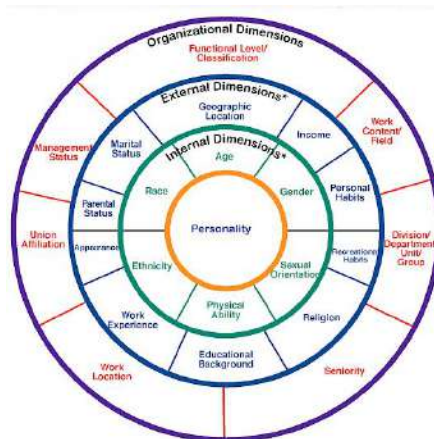 Organizational Dimensions
Functional Level/
Classification
External Dimensions*
Geographic
Location
Income
Marital
Status
Management
Status
Work
Content/
Field
Internal Dimensions*
Age
Race
Gender
Personal
Habits
Parental
Status
Personality
Union
Affiliation
Appearance
Division/
Department
Unit/
Group
Recreational
Habits
Ethnicity
Sexual
Orientation
Physical
Ability
Work
Experience
Religion
Educational
Background
Work
Location
Seniority